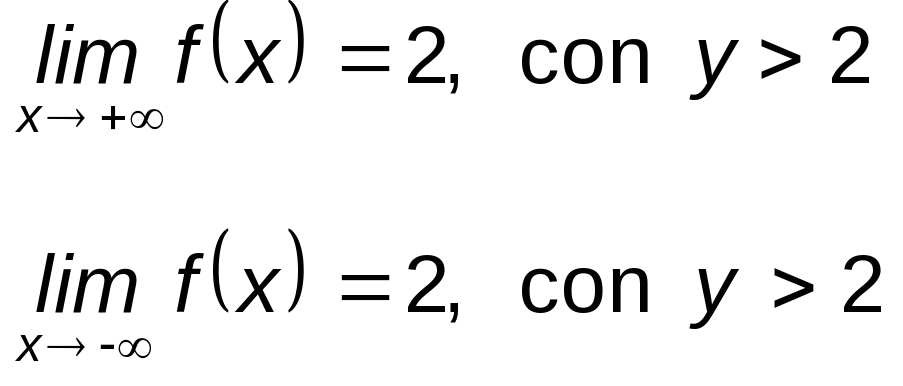 lim f(x) = 2, con y > 2
x → +∞
lim f(x) = 2, con y > 2
x → -∞